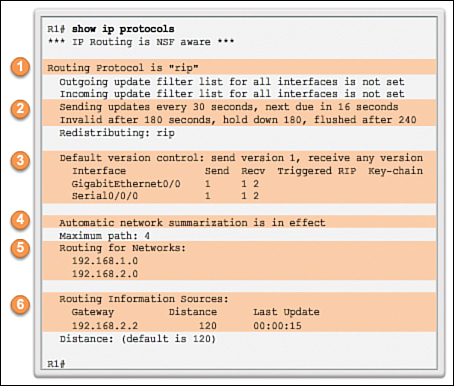 R1# show ip protocols
*** IP Routing is NSF aware ***
1
Routing Protocol is "rip"
Outgoing update filter list for all interfaces is not set
Incoming update filter list for all interfaces is not set
2
Sending updates every 30 seconds, next due in 16 seconds
Invalid after 180 seconds, hold down 180, flushed after 240
Redistributing: rip
3
Default version control: send version 1, receive any version
Interface Send Recv Triggered RIP Key-chain
GigabitEthernet0/0 1 1 2
Serial0/0/0 1 1 2
4
Automatic network summarization is in effect
Maximum path: 4
5
Routing for Networks:
192.168.1.0
192.168.2.0
6
Routing Information Sources:
Gateway Distance Last Update
192.168.2.2 120 00:00:15
Distance: (default is 120)
R1#